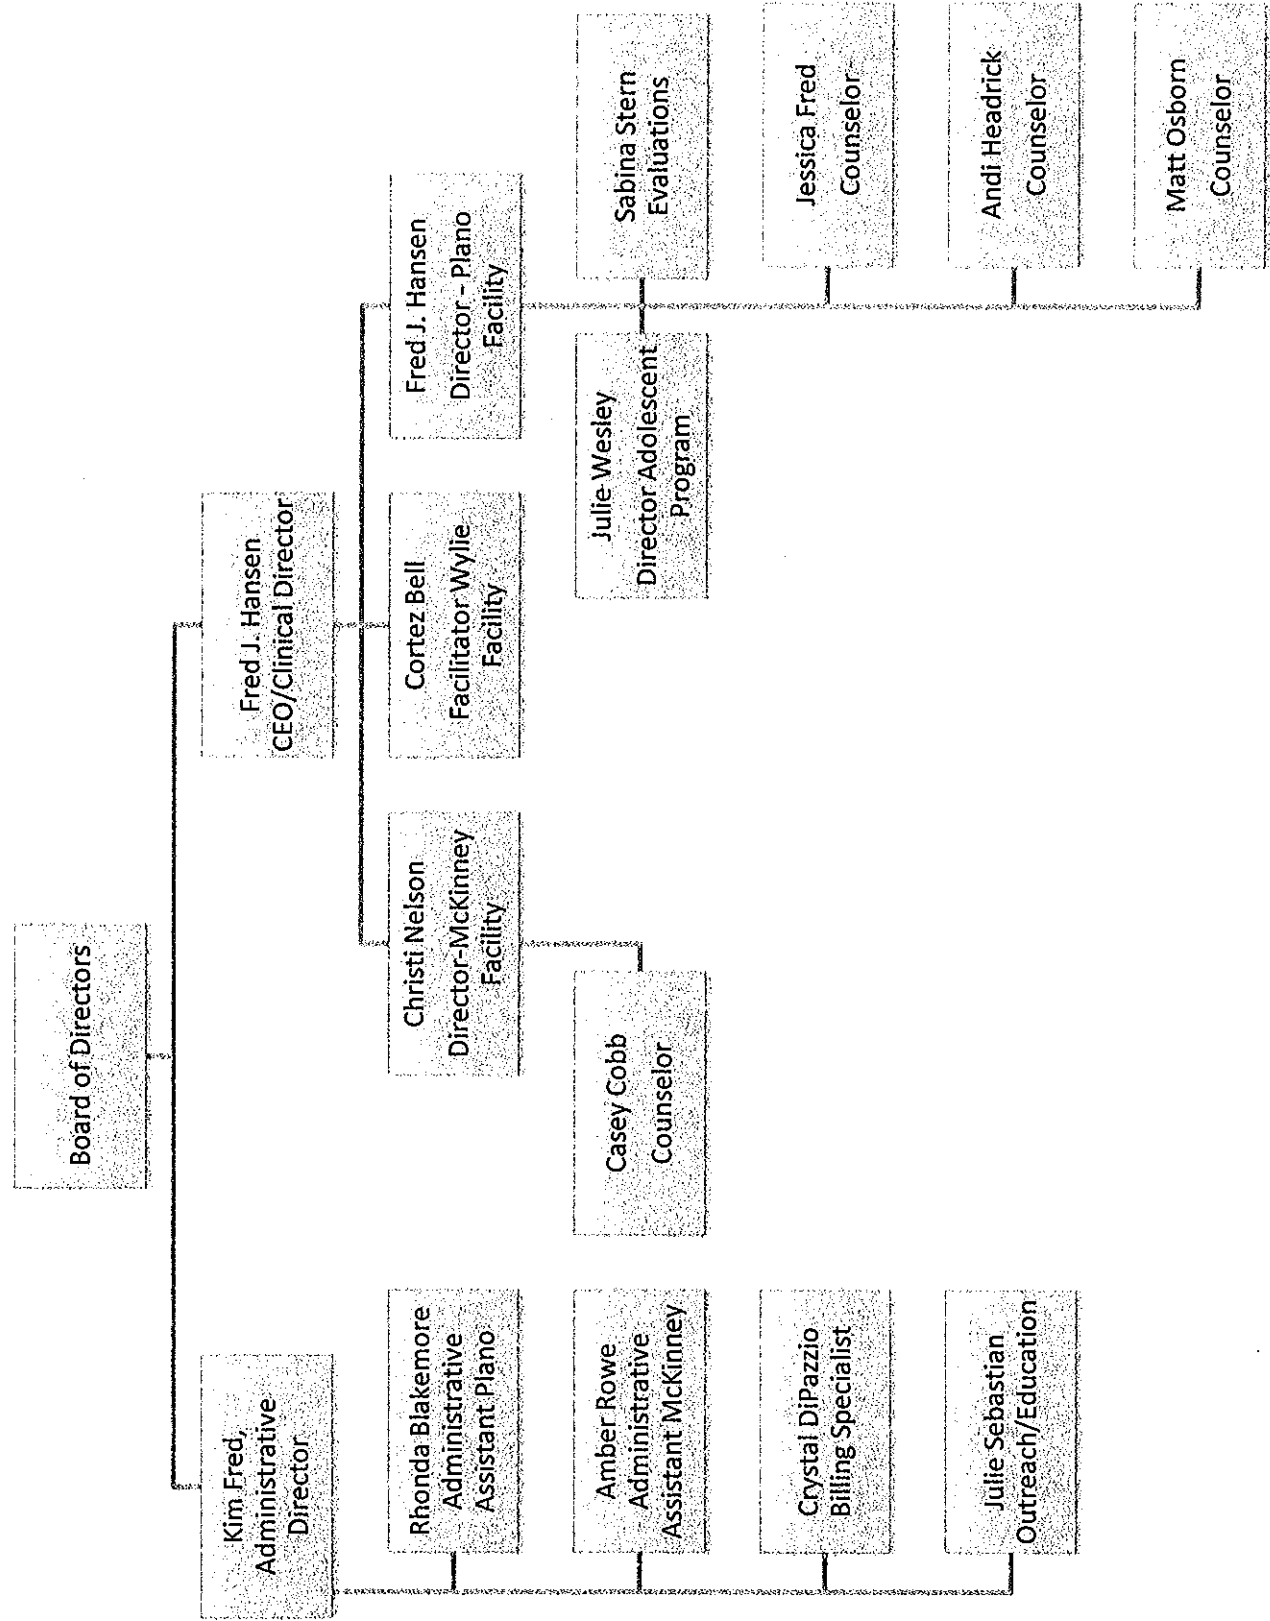 Board of Directors
Kim Fred,
Administrative
Director
Fred J. Hansen
CEO/Clinical Director
Rhonda Blakemore
Administrative
Assistant Plano
Amber Rowe
Administrative
Assistant McKinney
Crystal DiPazzio
Billing Specialist
Julie Sebastian
Outreach/Education
Christi Nelson
Director-McKinney
Facility
Casey Cobb
Counselor
Cortez Bell
Facilitator Wylie
Facility
Fred J. Hansen
Director - Plano
Facility
Julie Wesley
Director Adolescent
Program
Sabina Stern
Evaluations
Jessica Fred
Counselor
Andi Headrick
Counselor
Matt Osborn
Counselor